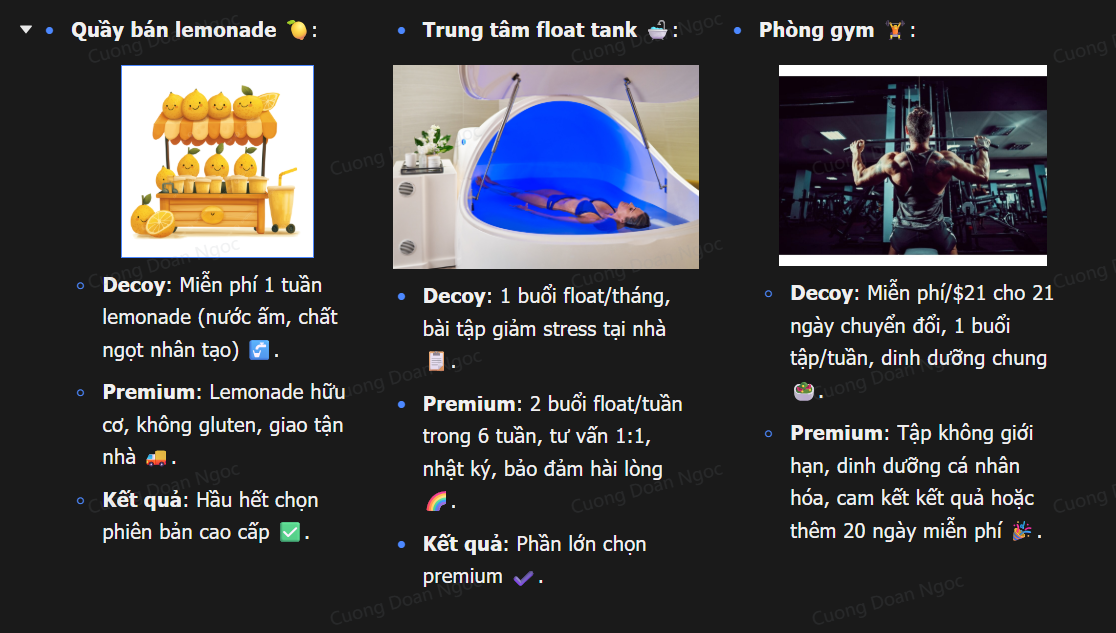 Quầy bán lemonade 🍋:
Decoy: Miễn phí 1 tuần
lemonade (nước ấm, chất
ngọt nhân tạo) 🚰.
Premium: Lemonade hữu
cơ, không gluten, giao tận
nhà 🚚.
Kết quả: Hầu hết chọn
phiên bản cao cấp ✅.
Trung tâm float tank 🛁:
Decoy: 1 buổi float/tháng,
bài tập giảm stress tại nhà
📋.
Premium: 2 buổi float/tuần
trong 6 tuần, tư vấn 1:1,
nhật ký, bảo đảm hài lòng
🌈.
Kết quả: Phần lớn chọn
premium ✔️.
Phòng gym 🏋️:
Decoy: Miễn phí/$21 cho 21
ngày chuyển đổi, 1 buổi
tập/tuần, dinh dưỡng chung
🥗.
Premium: Tập không giới
hạn, dinh dưỡng cá nhân
hóa, cam kết kết quả hoặc
thêm 20 ngày miễn phí 🎉.
Cuong Doan Ngoc